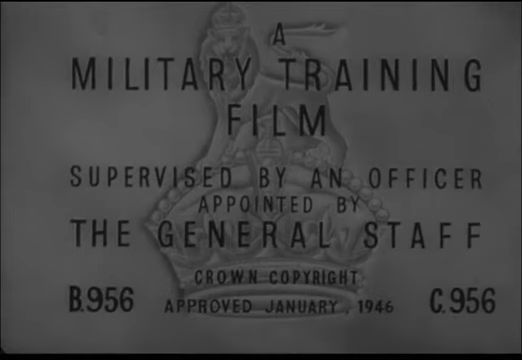 A
MILITARY TRAINING
FILM
SUPERVISED BY AN OFFICER
APPOINTED BY
THE GENERAL STAFF
CROWN COPYRIGHT
B.956 APPROVED JANUARY, 1946 C.956